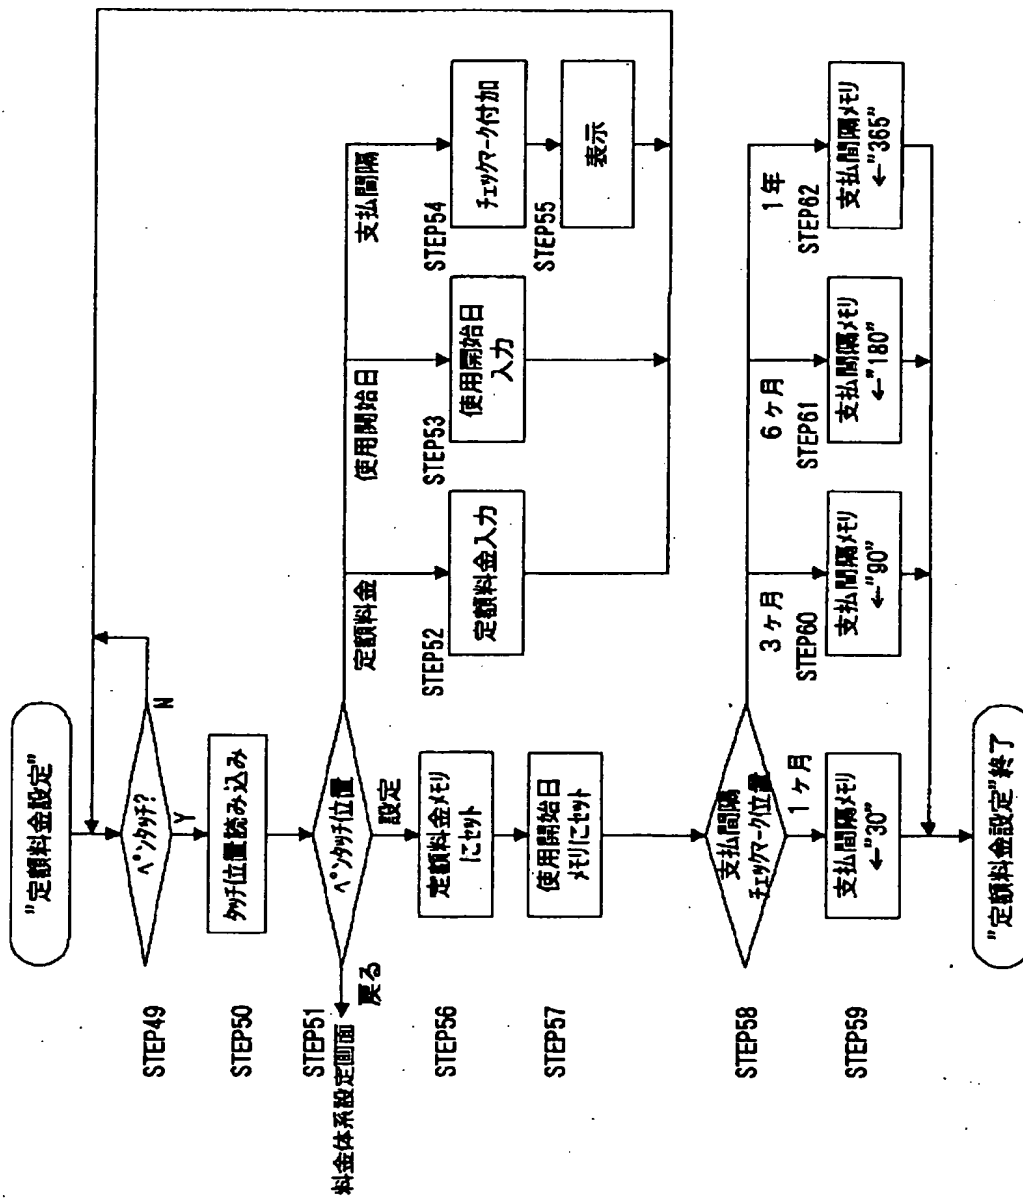 "定額料金設定"
STEP49
ペンタッチ?
N
Y
STEP50
タッチ位置読み込み
STEP51
ペンタッチ位置
戻る
料金体系設定画面
設定
定額料金
使用開始日
支払間隔
STEP52
定額料金入力
STEP53
使用開始日
入力
STEP54
チェックマーク付加
STEP55
表示
STEP56
定額料金メモリ
にセット
STEP57
使用開始日
メモリにセット
STEP58
支払間隔
チェックマーク位置
1ヶ月
3ヶ月
6ヶ月
1年
STEP59
支払間隔メモリ
←"30"
STEP60
支払間隔メモリ
←"90"
STEP61
支払間隔メモリ
←"180"
STEP62
支払間隔メモリ
←"365"
"定額料金設定"終了